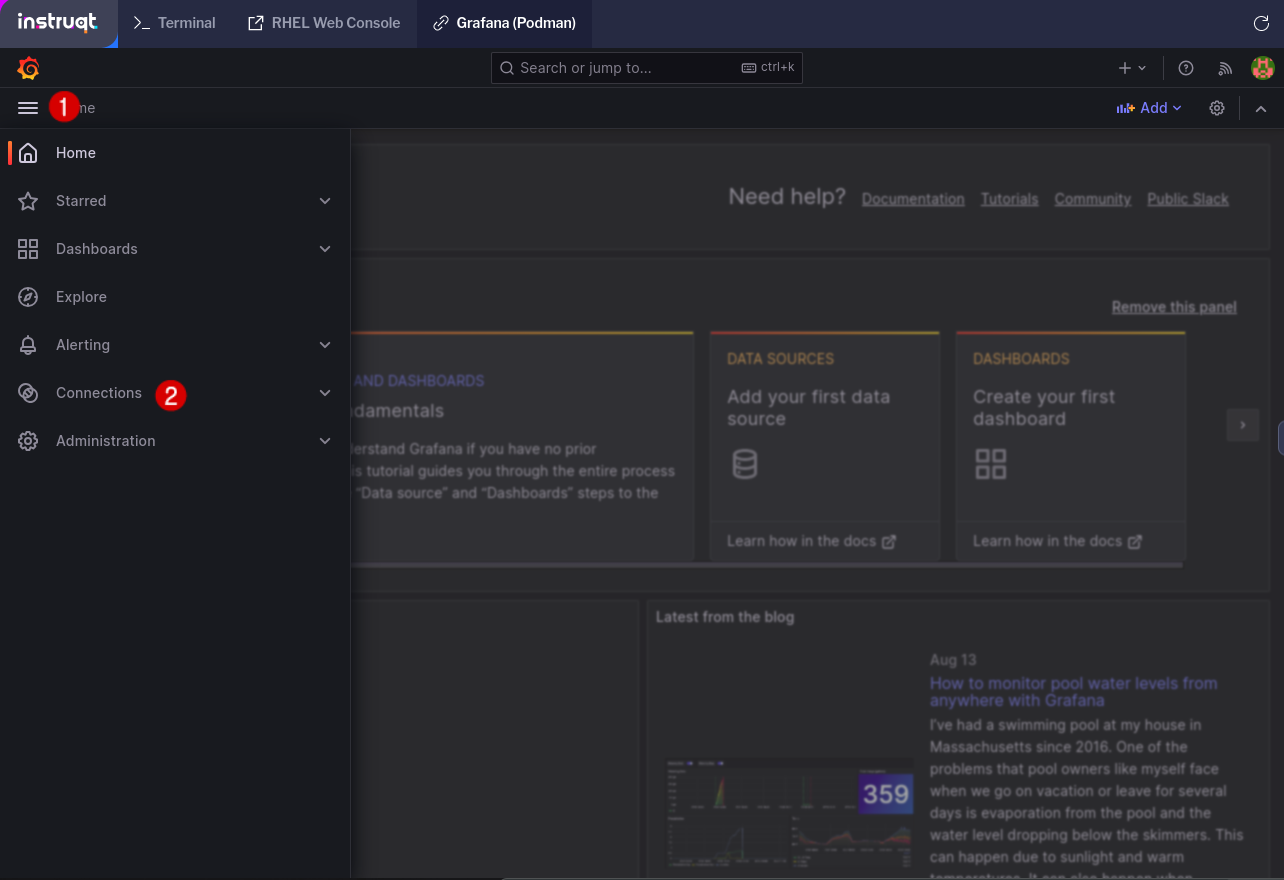 instruqt
Terminal
RHEL Web Console
Grafana (Podman)
Search or jump to...
ctrl+k
1
me
Add
Home
Starred
Dashboards
Explore
Alerting
Connections
2
Administration
Need help?
Documentation
Tutorials
Community
Public Slack
Remove this panel
AND DASHBOARDS
damentals
erstand Grafana if you have no prior
is tutorial guides you through the entire process
“Data source” and “Dashboards” steps to the
DATA SOURCES
Add your first data
source
Learn how in the docs
DASHBOARDS
Create your first
dashboard
Learn how in the docs
Latest from the blog
Aug 13
How to monitor pool water levels from
anywhere with Grafana
I've had a swimming pool at my house in
Massachusetts since 2016. One of the
problems that pool owners like myself face
when we go on vacation or leave for several
days is evaporation from the pool and the
water level dropping below the skimmers. This
can happen due to sunlight and warm
temperatures. It can also happen when
359